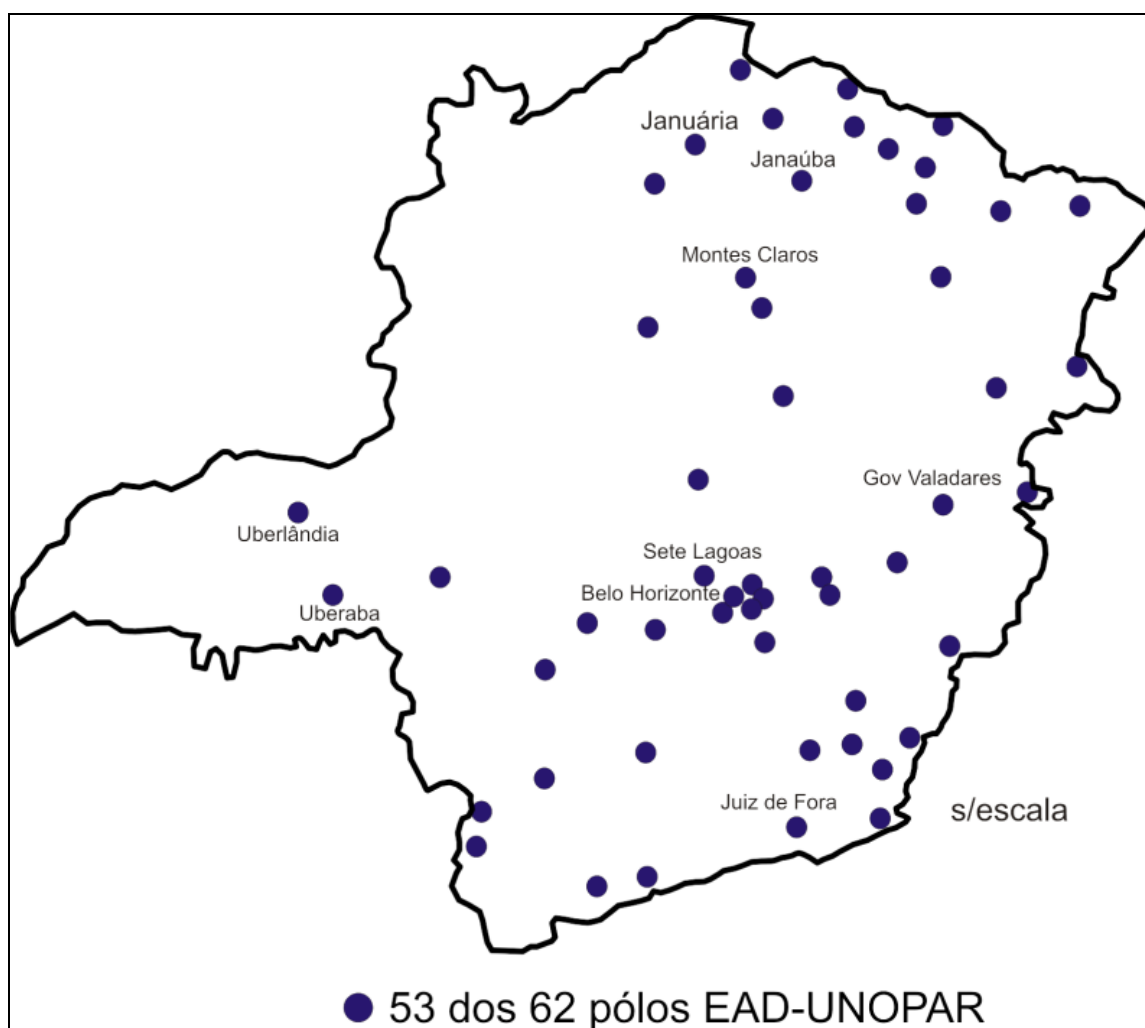 Januária
Janaúba
Montes Claros
Gov Valadares
Uberlândia
Sete Lagoas
Belo Horizonte
Uberaba
Juiz de Fora
s/escala
53 dos 62 pólos EAD-UNOPAR